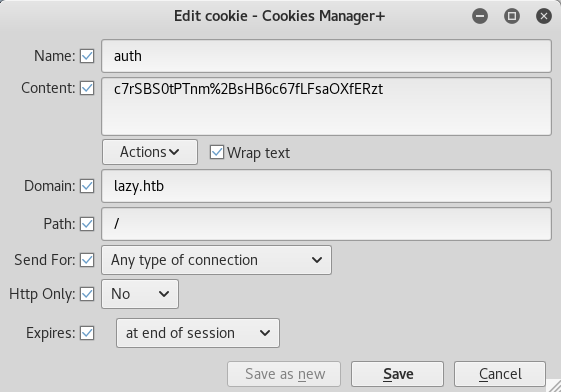 Edit cookie - Cookies Manager+
Name: auth
Content: c7rSBS0tPTnm%2BsHB6c67fLFsaOXfERzt
Actions Wrap text
Domain: lazy.htb
Path: /
Send For: Any type of connection
Http Only: No
Expires: at end of session
Save as new Save Cancel